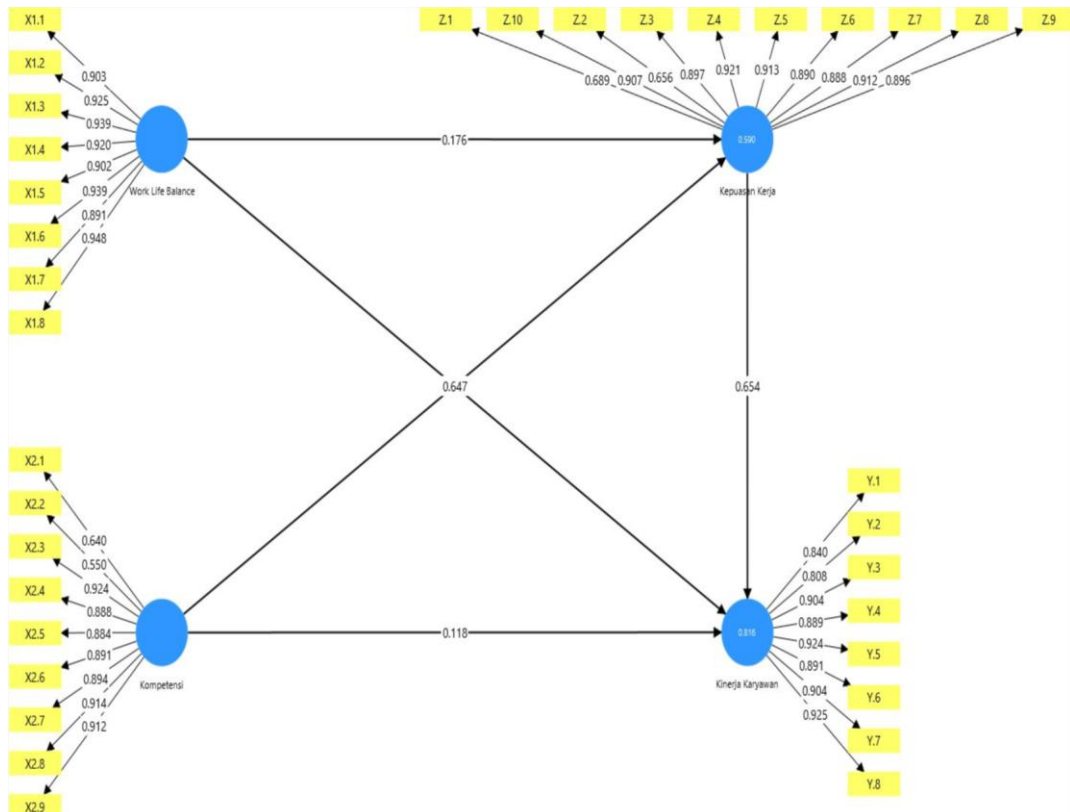 X1.1
X1.2
X1.3
X1.4
X1.5
X1.6
X1.7
X1.8
0.903
0.925
0.939
0.920
0.902
0.939
0.891
0.948
Work Life Balance
Z.1
Z.10
Z.2
Z.3
Z.4
Z.5
Z.6
Z.7
Z.8
Z.9
0.689
0.907
0.656
0.897
0.921
0.913
0.890
0.888
0.912
0.896
0.590
Kepuasan Kerja
0.176
0.647
0.654
X2.1
X2.2
X2.3
X2.4
X2.5
X2.6
X2.7
X2.8
X2.9
0.640
0.550
0.924
0.888
0.884
0.891
0.894
0.914
0.912
Kompetensi
0.118
0.816
Kinerja Karyawan
0.840
0.808
0.904
0.889
0.924
0.891
0.904
0.925
Y.1
Y.2
Y.3
Y.4
Y.5
Y.6
Y.7
Y.8